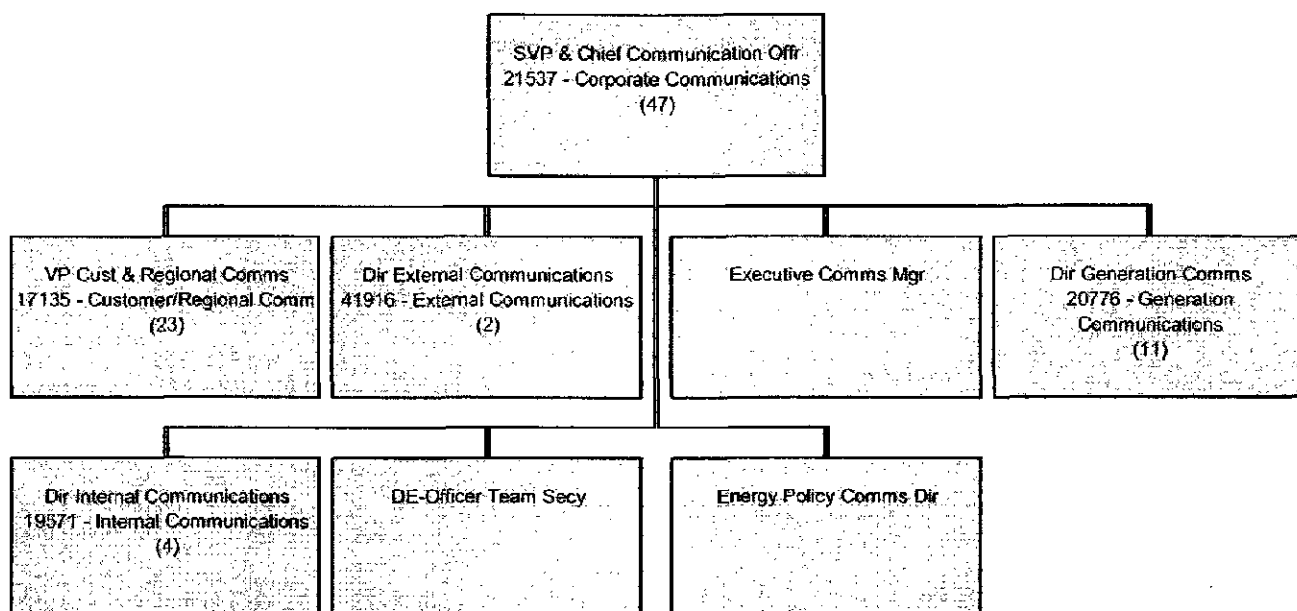 SVP & Chief Communication Offr
21537 - Corporate Communications
(47)
VP Cust & Regional Comms
17135 - Customer/Regional Comm
(23)
Dir External Communications
41916 - External Communications
(2)
Executive Comms Mgr
Dir Generation Comms
20776 - Generation
Communications
(11)
Dir Internal Communications
19571 - Internal Communications
(4)
DE-Officer Team Secy
Energy Policy Comms Dir